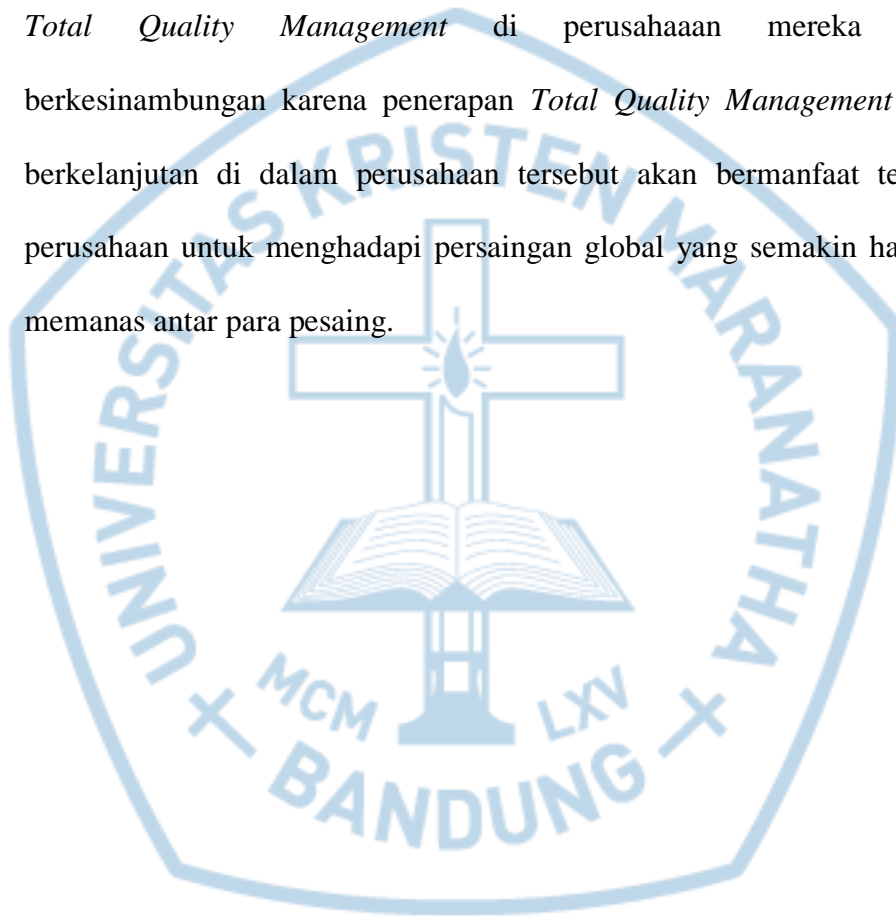 Total Quality Management di perusahaaan mereka
berkesinambungan karena penerapan Total Quality Management
berkelanjutan di dalam perusahaan tersebut akan bermanfaat
perusahaan untuk menghadapi persaingan global yang semakin
memanas antar para pesaing.
UNIVERSITAS KRISTEN MARANATHA
MCM LXV
BANDUNG